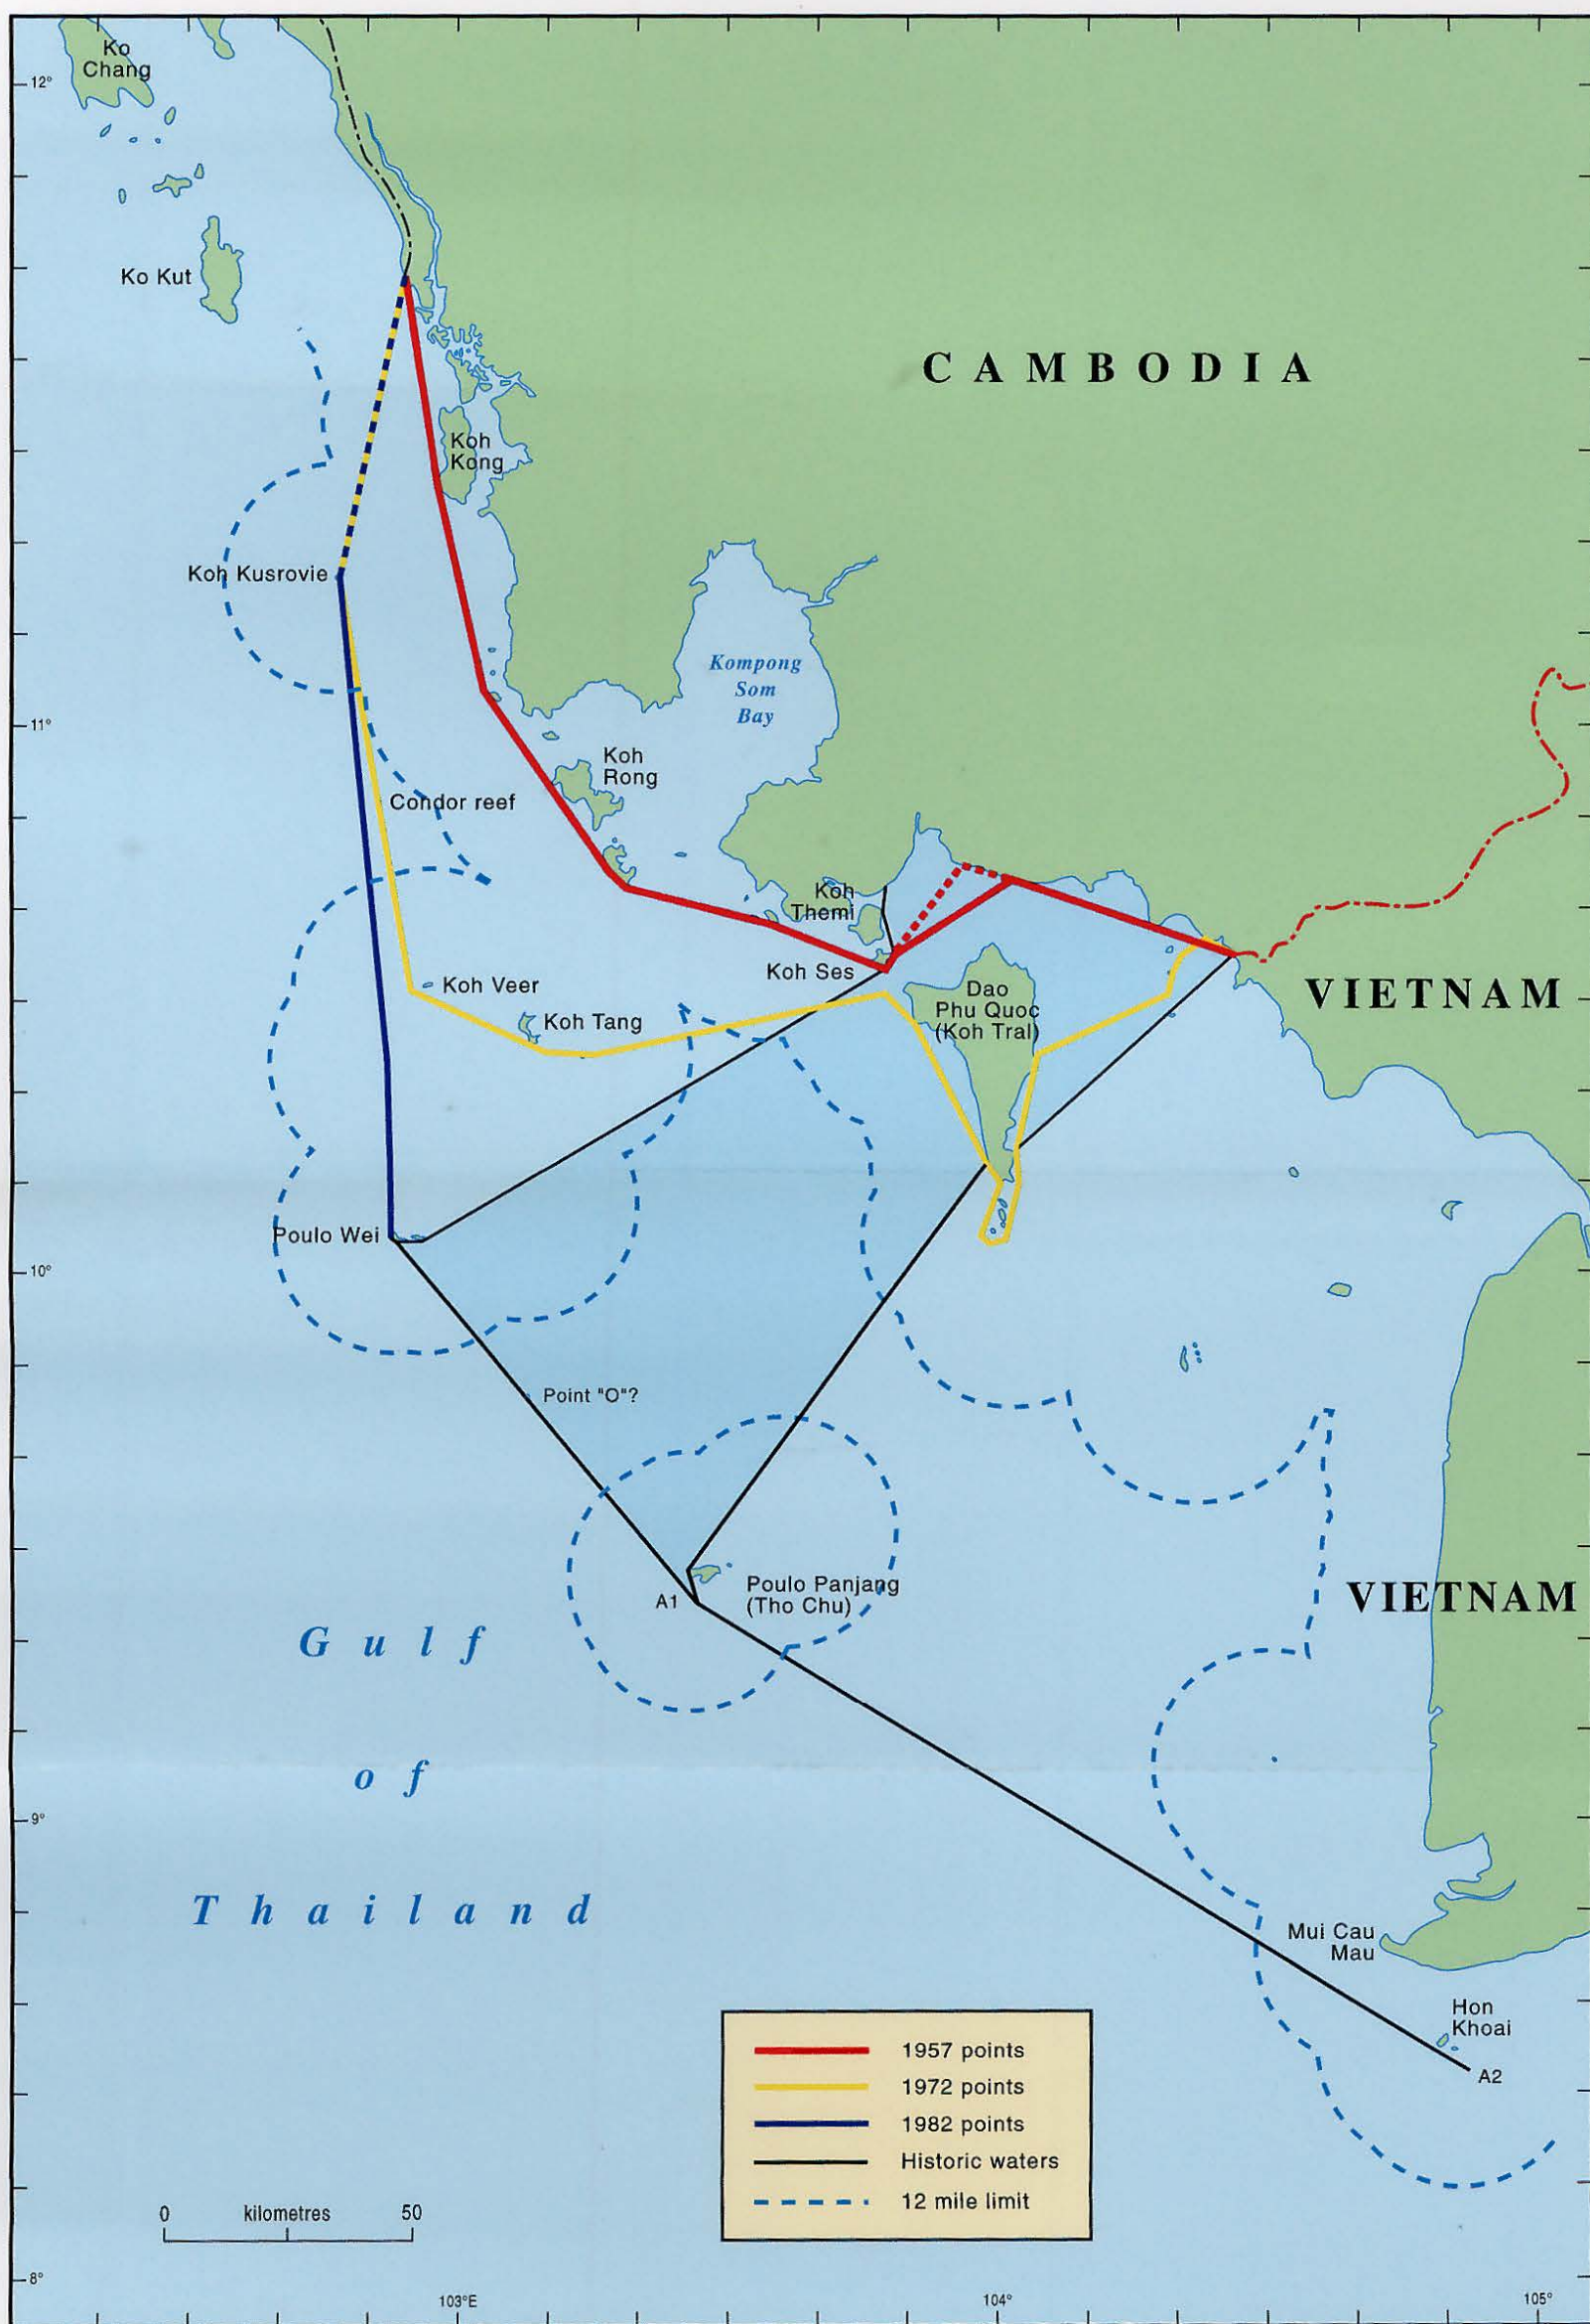 Ko
Chang
12°
Ko Kut
CAMBODIA
Koh
Kong
Koh Kusrovie
Kompong
Som
Bay
11°
Koh
Rong
Condor reef
Koh
Themi
Koh Ses
Koh Veer
Koh Tang
Dao
Phu Quoc
(Koh Tral)
VIETNAM
Poulo Wei
10°
Point "O"?
Poulo Panjang
(Tho Chu)
A1
VIETNAM
Gulf
of
Thailand
9°
Mui Cau
Mau
Hon
Khoai
A2
1957 points
1972 points
1982 points
Historic waters
12 mile limit
0 kilometres 50
8°
103°E 104° 105°